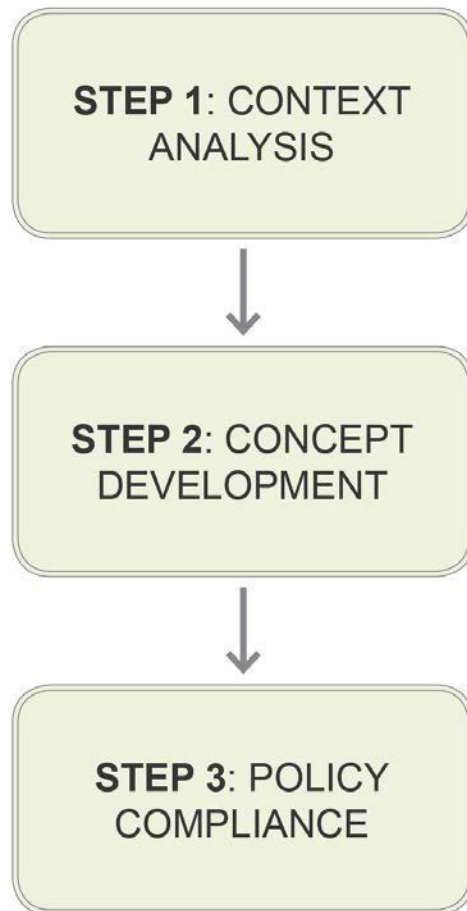 STEP 1: CONTEXT
ANALYSIS
STEP 2: CONCEPT
DEVELOPMENT
STEP 3: POLICY
COMPLIANCE